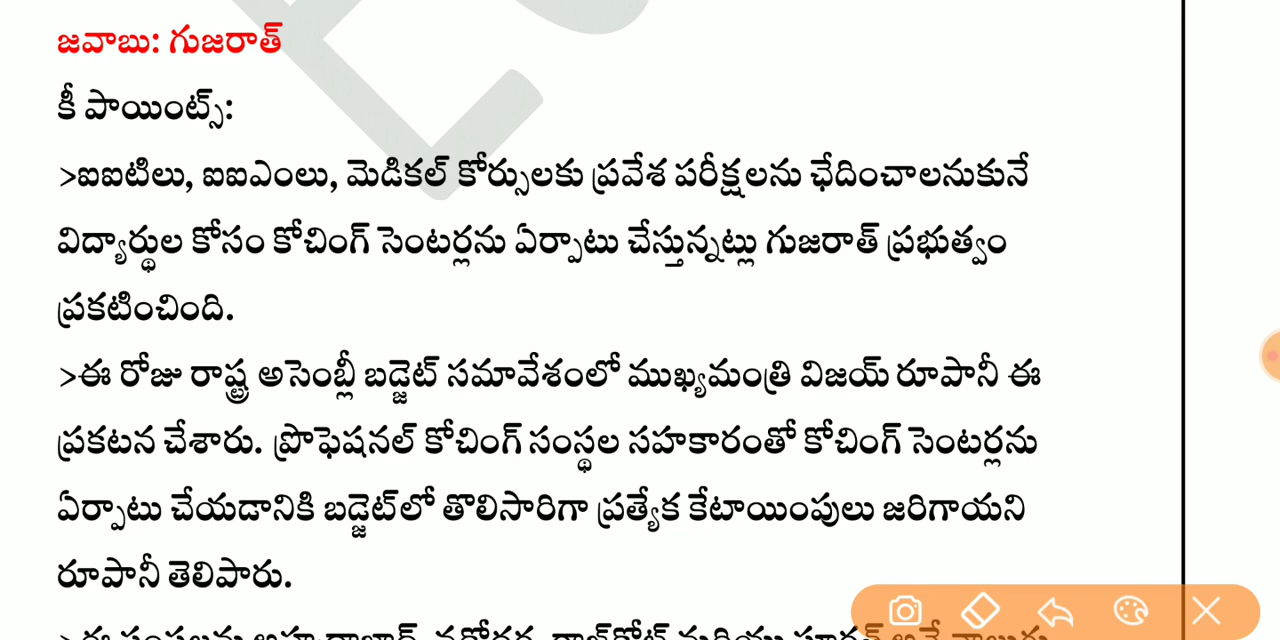 జవాబు: గుజరాత్
కీ పాయింట్స్:
>ఐఐటిలు, ఐఐఎంలు, మెడికల్ కోర్సులకు ప్రవేశ పరీక్షలను ఛేదించాలనుకునే
విద్యార్థుల కోసం కోచింగ్ సెంటర్లను ఏర్పాటు చేస్తున్నట్లు గుజరాత్ ప్రభుత్వం
ప్రకటించింది.
>ఈ రోజు రాష్ట్ర అసెంబ్లీ బడ్జెట్ సమావేశంలో ముఖ్యమంత్రి విజయ్ రూపానీ ఈ
ప్రకటన చేశారు. ప్రొఫెషనల్ కోచింగ్ సంస్థల సహకారంతో కోచింగ్ సెంటర్లను
ఏర్పాటు చేయడానికి బడ్జెట్‌లో తొలిసారిగా ప్రత్యేక కేటాయింపులు జరిగాయని
రూపానీ తెలిపారు.